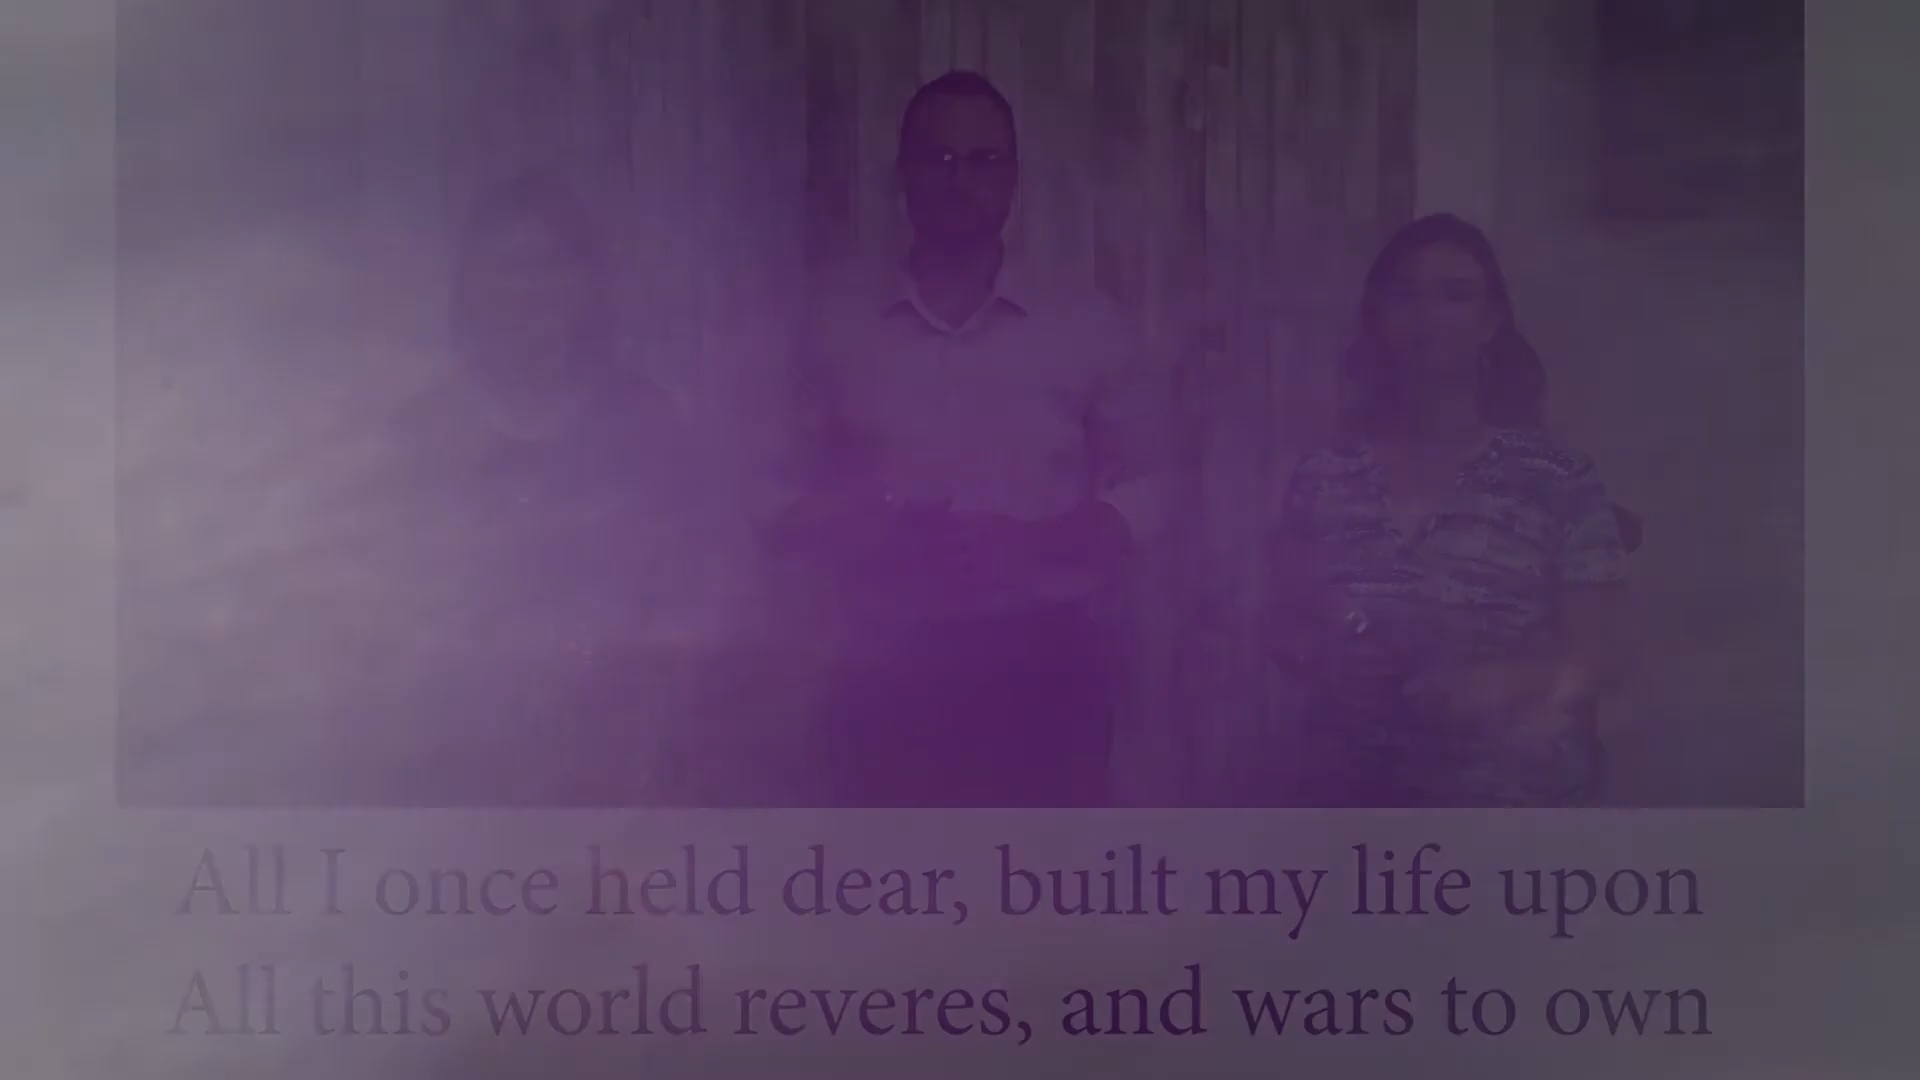 All I once held dear, built my life upon
All this world reveres, and wars to own